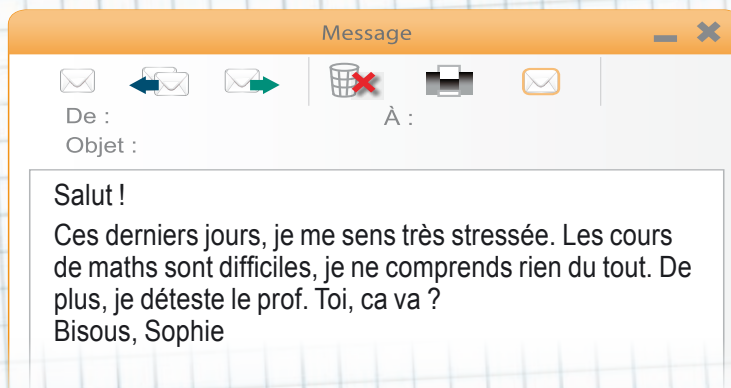 Message
De :
À :
Objet :
Salut !
Ces derniers jours, je me sens très stressée. Les cours
de maths sont difficiles, je ne comprends rien du tout. De
plus, je déteste le prof. Toi, ca va ?
Bisous, Sophie